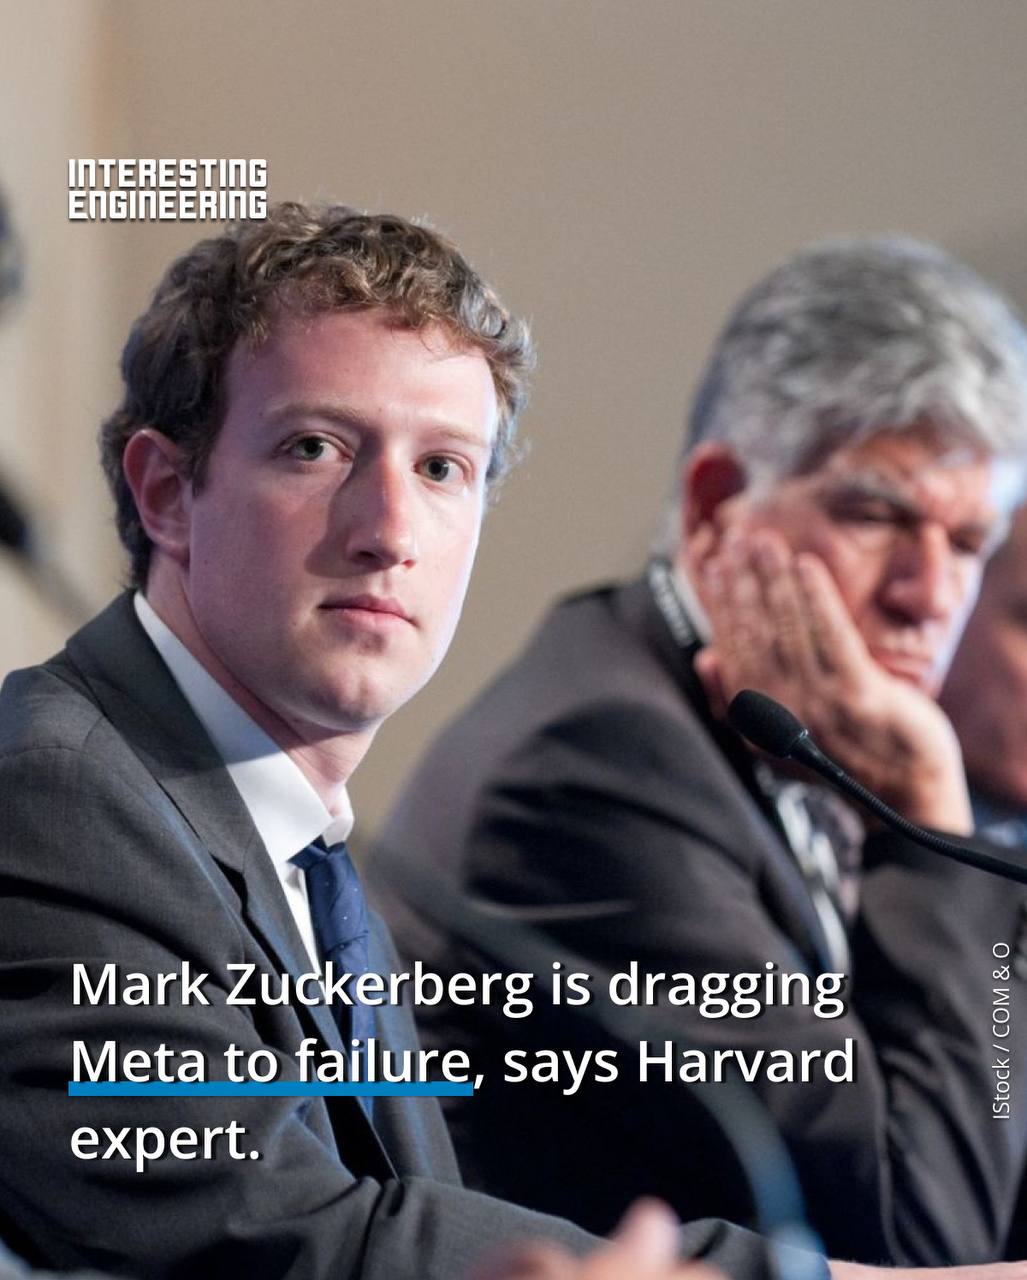 INTERESTING
ENGINEERING
Mark Zuckerberg is dragging
Meta to failure, says Harvard
expert.
IStock / COM & O